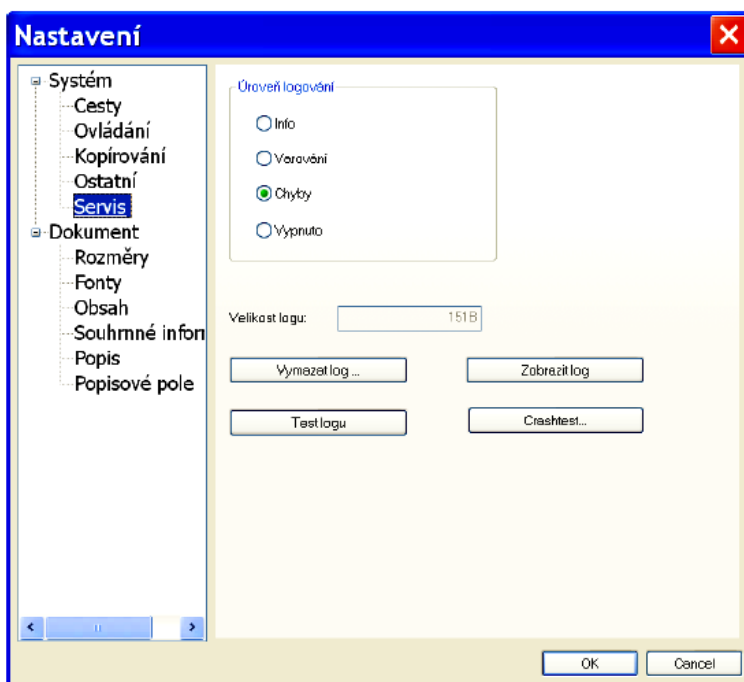 Nastavení
Systém
Cesty
Ovládání
Kopírování
Ostatní
Servis
Dokument
Rozměry
Fonty
Obsah
Souhrnné infor
Popis
Popisové pole
Úroveň logování
Info
Varování
Chyby
Vypnuto
Velikost logu: 151B
Vymazat log ... Zobrazit log
Test logu Crashtest...
OK Cancel